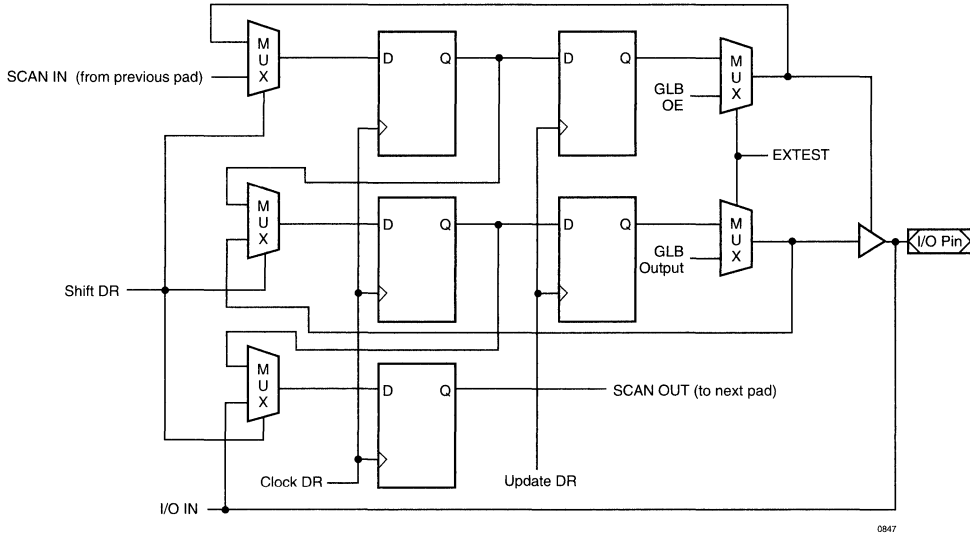 M
U
X
D Q
D Q
M
U
X
SCAN IN (from previous pad)
GLB
OE
EXTEST
M
U
X
D Q
D Q
M
U
X
I/O Pin
GLB
Output
Shift DR
M
U
X
D Q
SCAN OUT (to next pad)
Clock DR
Update DR
I/O IN
0847